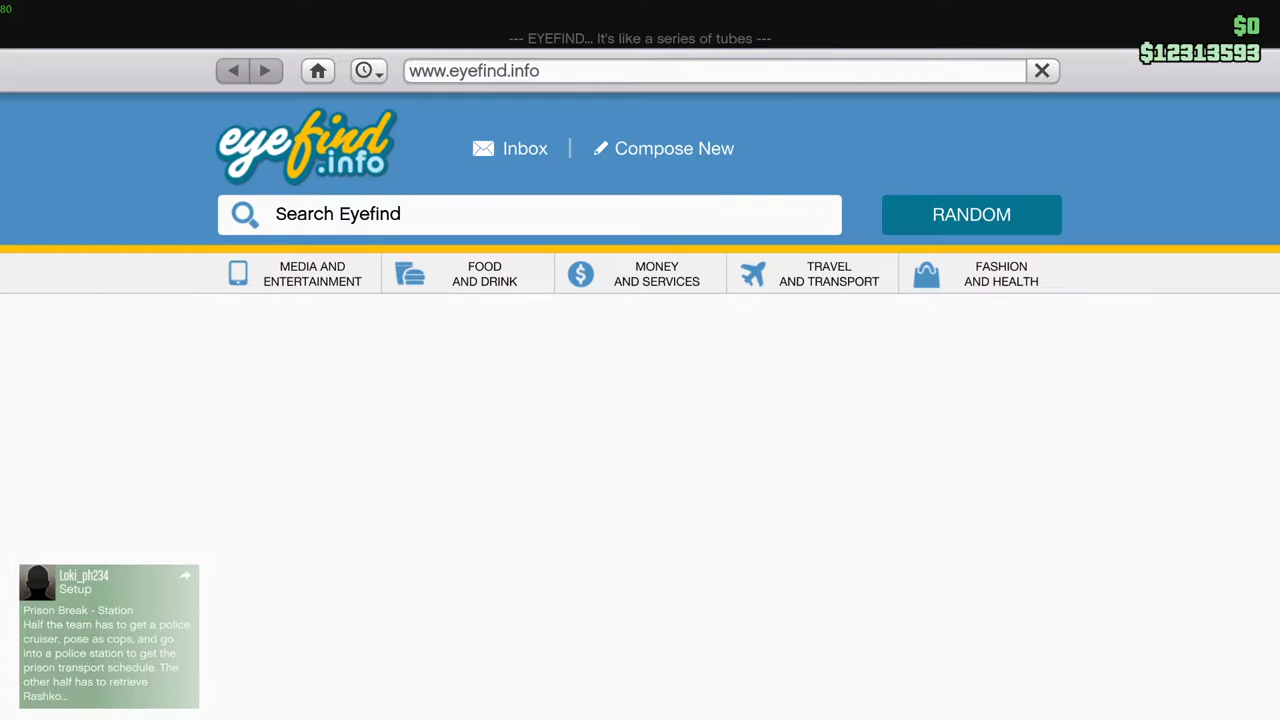 80
--- EYEFIND... It's like a series of tubes ---
$0
$12313593
www.eyefind.info
eyefind
.info
Inbox | Compose New
Search Eyefind
RANDOM
MEDIA AND
ENTERTAINMENT
FOOD
AND DRINK
MONEY
AND SERVICES
TRAVEL
AND TRANSPORT
FASHION
AND HEALTH
Loki_ph234
Setup
Prison Break - Station
Half the team has to get a police
cruiser, pose as cops, and go
into a police station to get the
prison transport schedule. The
other half has to retrieve
Rashko...